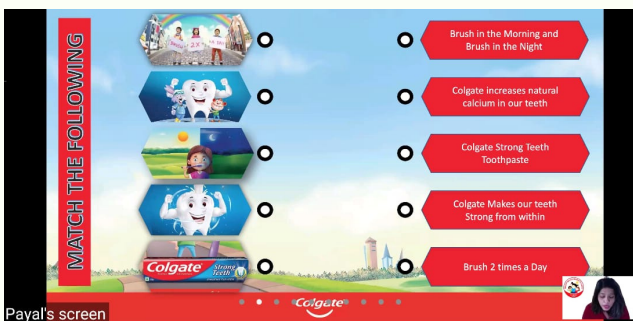 MATCH THE FOLLOWING
2X
Brush in the Morning and
Brush in the Night
Colgate increases natural
calcium in our teeth
Colgate Strong Teeth
Toothpaste
Colgate Makes our teeth
Strong from within
Colgate Strong
Teeth
Brush 2 times a Day
Colgate
Payal's screen